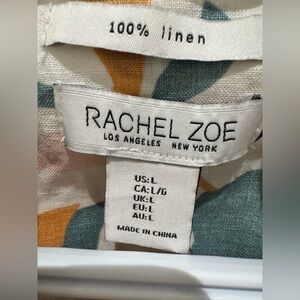 100% linen
RACHEL ZOE
LOS ANGELES NEW YORK
US: L
CA: L/G
UK: L
EU: L
AU: L
MADE IN CHINA